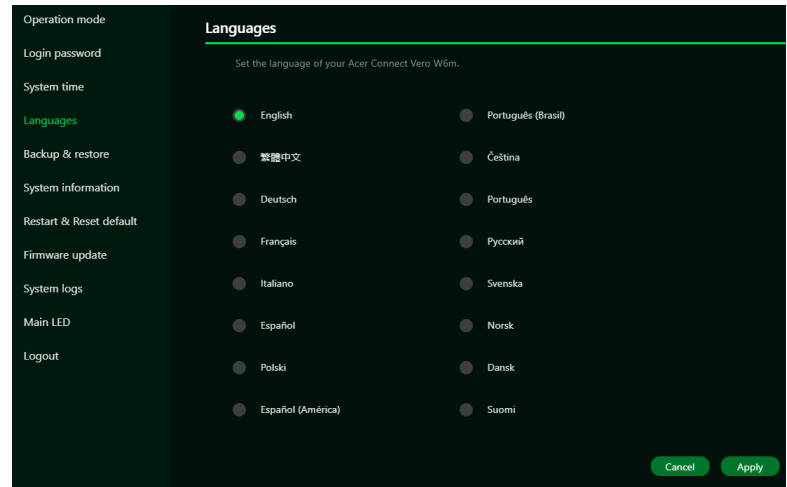 Operation mode
Login password
System time
Languages
Backup & restore
System information
Restart & Reset default
Firmware update
System logs
Main LED
Logout
Languages
Set the language of your Acer Connect Vero W6m.
English
Português (Brasil)
繁體中文
Čeština
Deutsch
Português
Français
Русский
Italiano
Svenska
Español
Norsk
Polski
Dansk
Español (América)
Suomi
Cancel
Apply